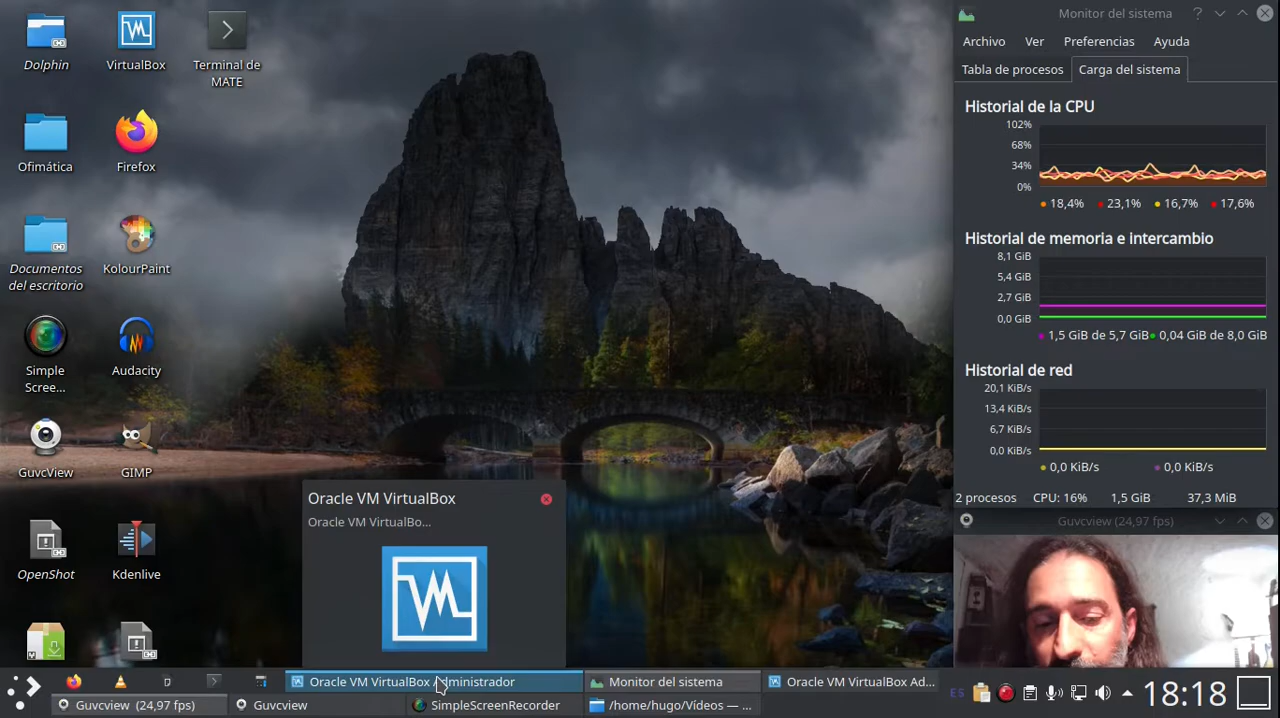 Dolphin
VirtualBox
Terminal de
MATE
Ofimática
Firefox
Documentos
del escritorio
KolourPaint
Simple
Scree...
Audacity
GuvcView
GIMP
OpenShot
Kdenlive
Oracle VM VirtualBox
Oracle VM VirtualBo...
Monitor del sistema
Archivo Ver Preferencias Ayuda
Tabla de procesos Carga del sistema
Historial de la CPU
102%
68%
34%
0%
18,4% 23,1% 16,7% 17,6%
Historial de memoria e intercambio
8,1 GiB
5,4 GiB
2,7 GiB
0,0 GiB
1,5 GiB de 5,7 GiB 0,04 GiB de 8,0 GiB
Historial de red
20,1 KiB/s
13,4 KiB/s
6,7 KiB/s
0,0 KiB/s
0,0 KiB/s 0,0 KiB/s
2 procesos CPU: 16% 1,5 GiB 37,3 MiB
Guvcview (24,97 fps)
Oracle VM VirtualBox Administrador
Monitor del sistema
Oracle VM VirtualBox Ad...
Guvcview (24,97 fps)
Guvcview
SimpleScreenRecorder
/home/hugo/Vídeos — ...
ES
18:18